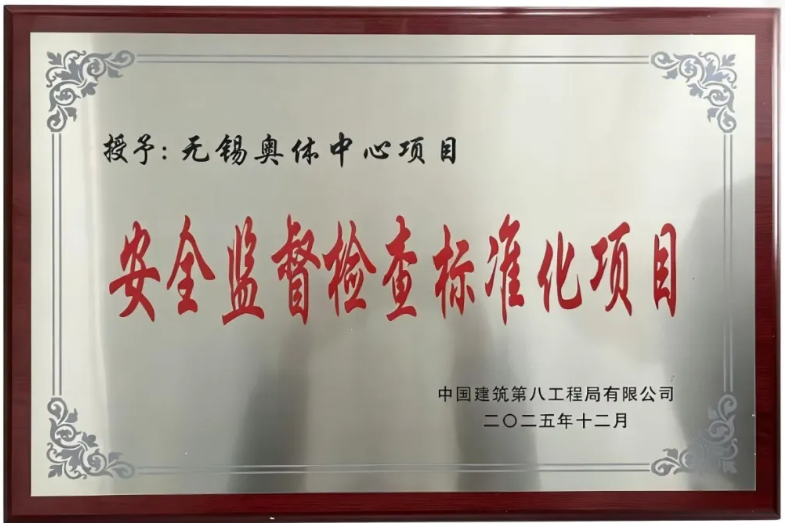 授予:无锡奥体中心项目
安全监督检查标准化项目
中国建筑第八工程局有限公司
二〇二五年十二月